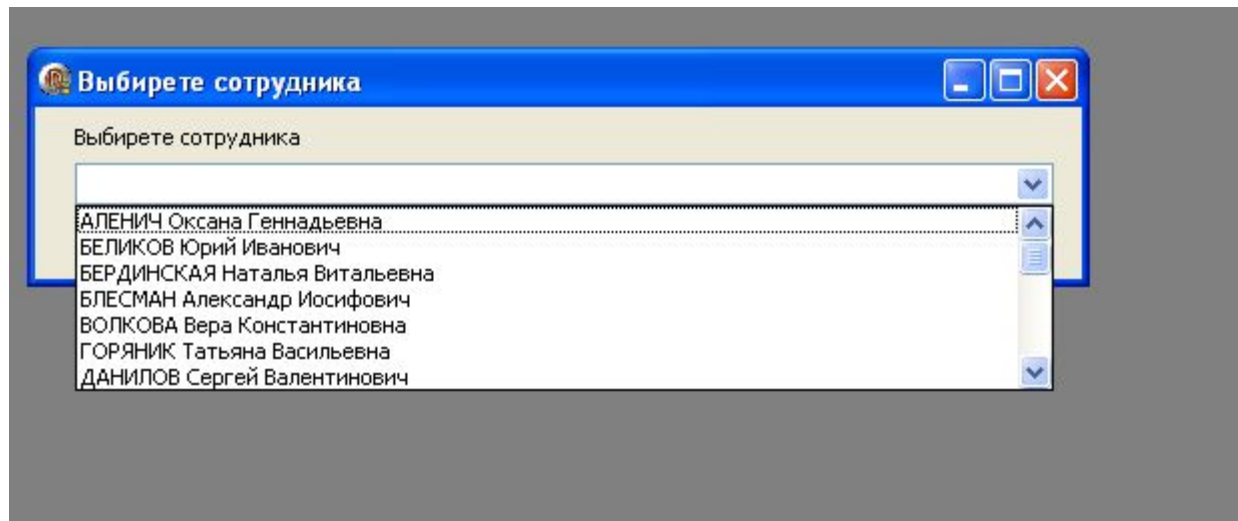 Выбирете сотрудника
Выбирете сотрудника
АЛЕНИЧ Оксана Геннадьевна
БЕЛИКОВ Юрий Иванович
БЕРДИНСКАЯ Наталья Витальевна
БЛЕСМАН Александр Иосифович
ВОЛКОВА Вера Константиновна
ГОРЯНИК Татьяна Васильевна
ДАНИЛОВ Сергей Валентинович